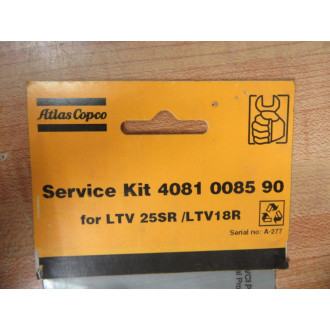 Atlas Copco
Service Kit 4081 0085 90
for LTV 25SR /LTV18R
Serial no: A-277